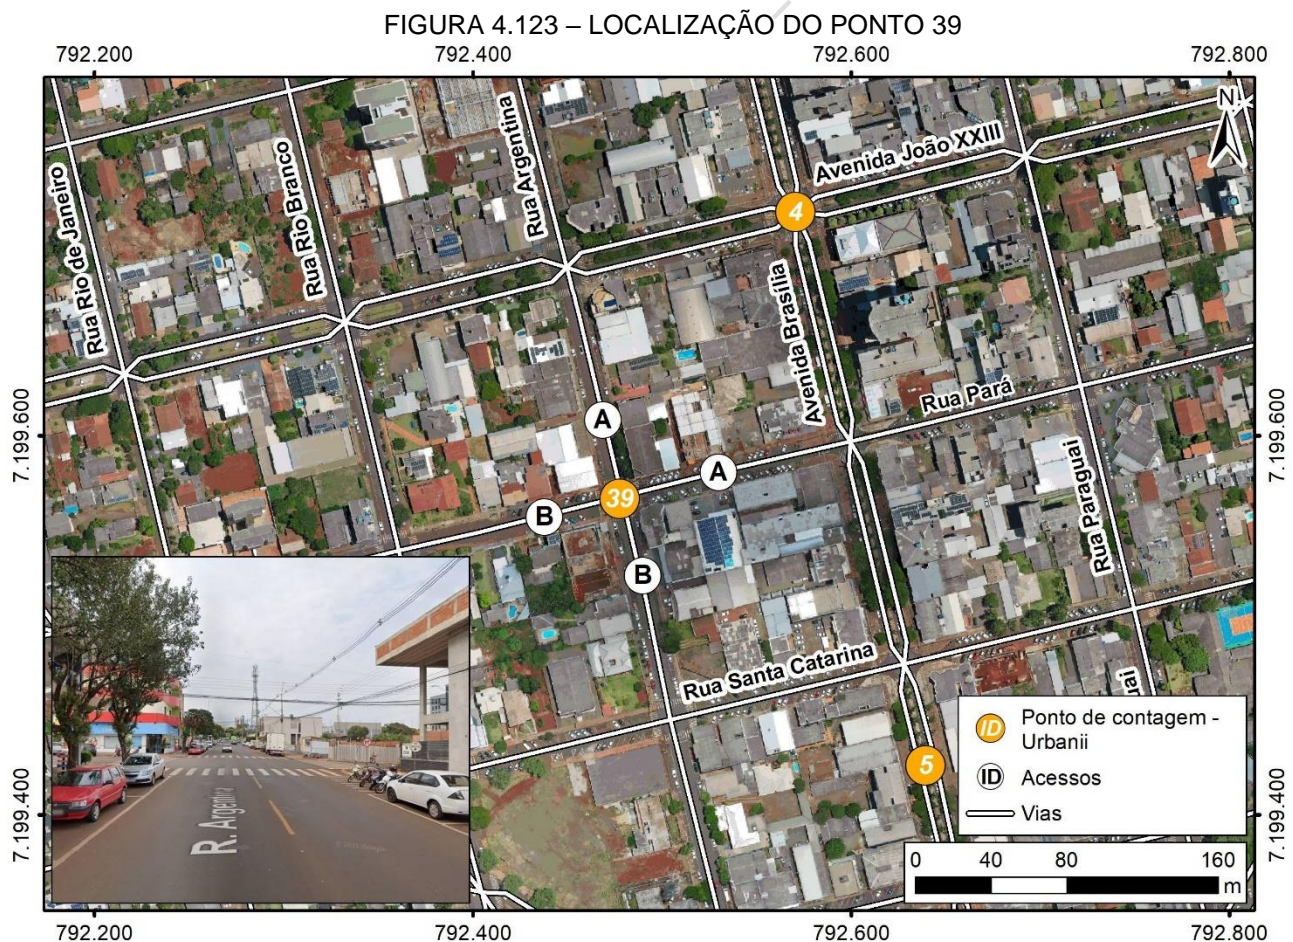 FIGURA 4.123 – LOCALIZAÇÃO DO PONTO 39
792.200
792.400
792.600
792.800
N
Avenida João XXIII
4
Rua Argentina
Rua Rio Branco
Rua Rio de Janeiro
Avenida Brasília
Rua Pará
7.199.600
7.199.600
A
A
39
B
B
Rua Paraguai
Rua Santa Catarina
uai
R. Argentina
5
ID Ponto de contagem -
Urbanii
ID Acessos
Vias
7.199.400
7.199.400
0 40 80 160
m
792.200
792.400
792.600
792.800